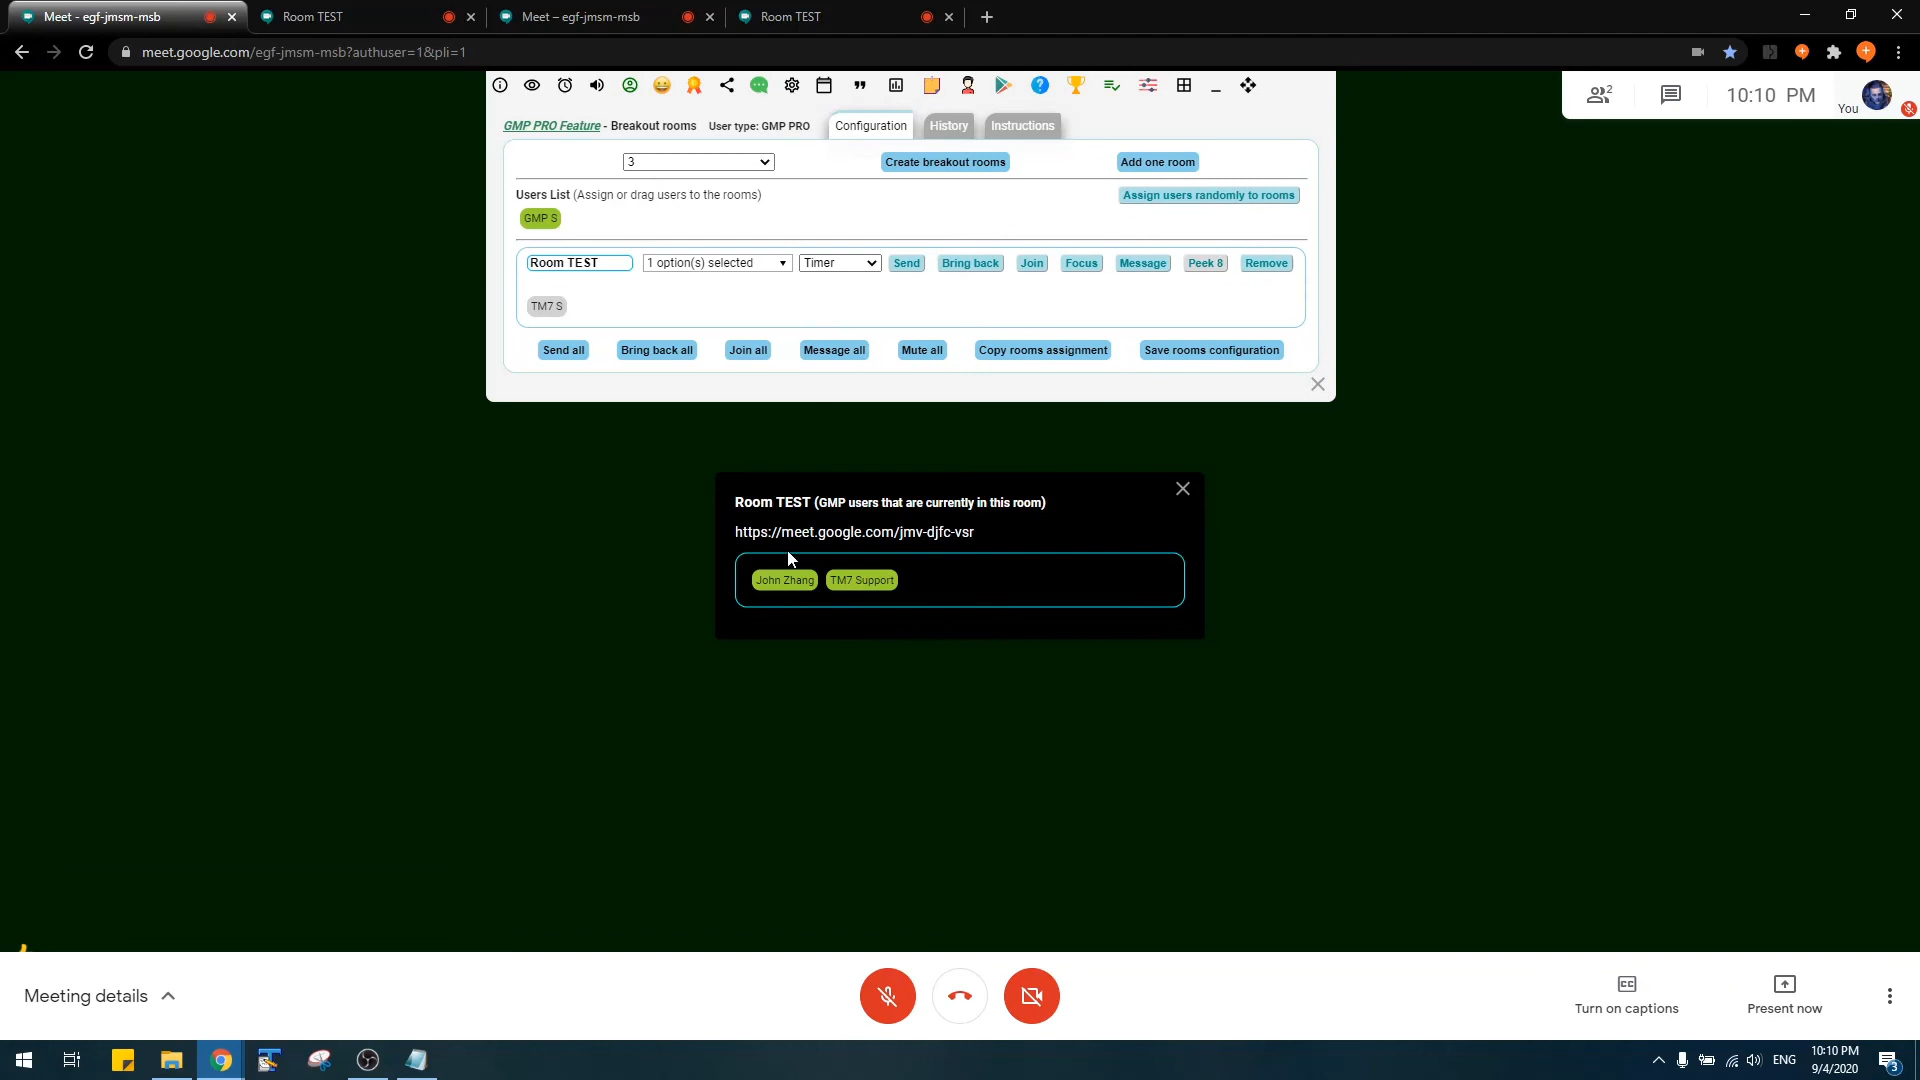 Meet - egf-jmsm-msb
Room TEST
Meet – egf-jmsm-msb
Room TEST
meet.google.com/egf-jmsm-msb?authuser=1&pli=1
2
10:10 PM
You
GMP PRO Feature - Breakout rooms User type: GMP PRO
Configuration
History
Instructions
3
Create breakout rooms
Add one room
Users List (Assign or drag users to the rooms)
Assign users randomly to rooms
GMP S
Room TEST
1 option(s) selected
Timer
Send
Bring back
Join
Focus
Message
Peek 8
Remove
TM7 S
Send all
Bring back all
Join all
Message all
Mute all
Copy rooms assignment
Save rooms configuration
Room TEST (GMP users that are currently in this room)
https://meet.google.com/jmv-djfc-vsr
John Zhang
TM7 Support
Meeting details
CC
Turn on captions
Present now
ENG
10:10 PM
9/4/2020
3